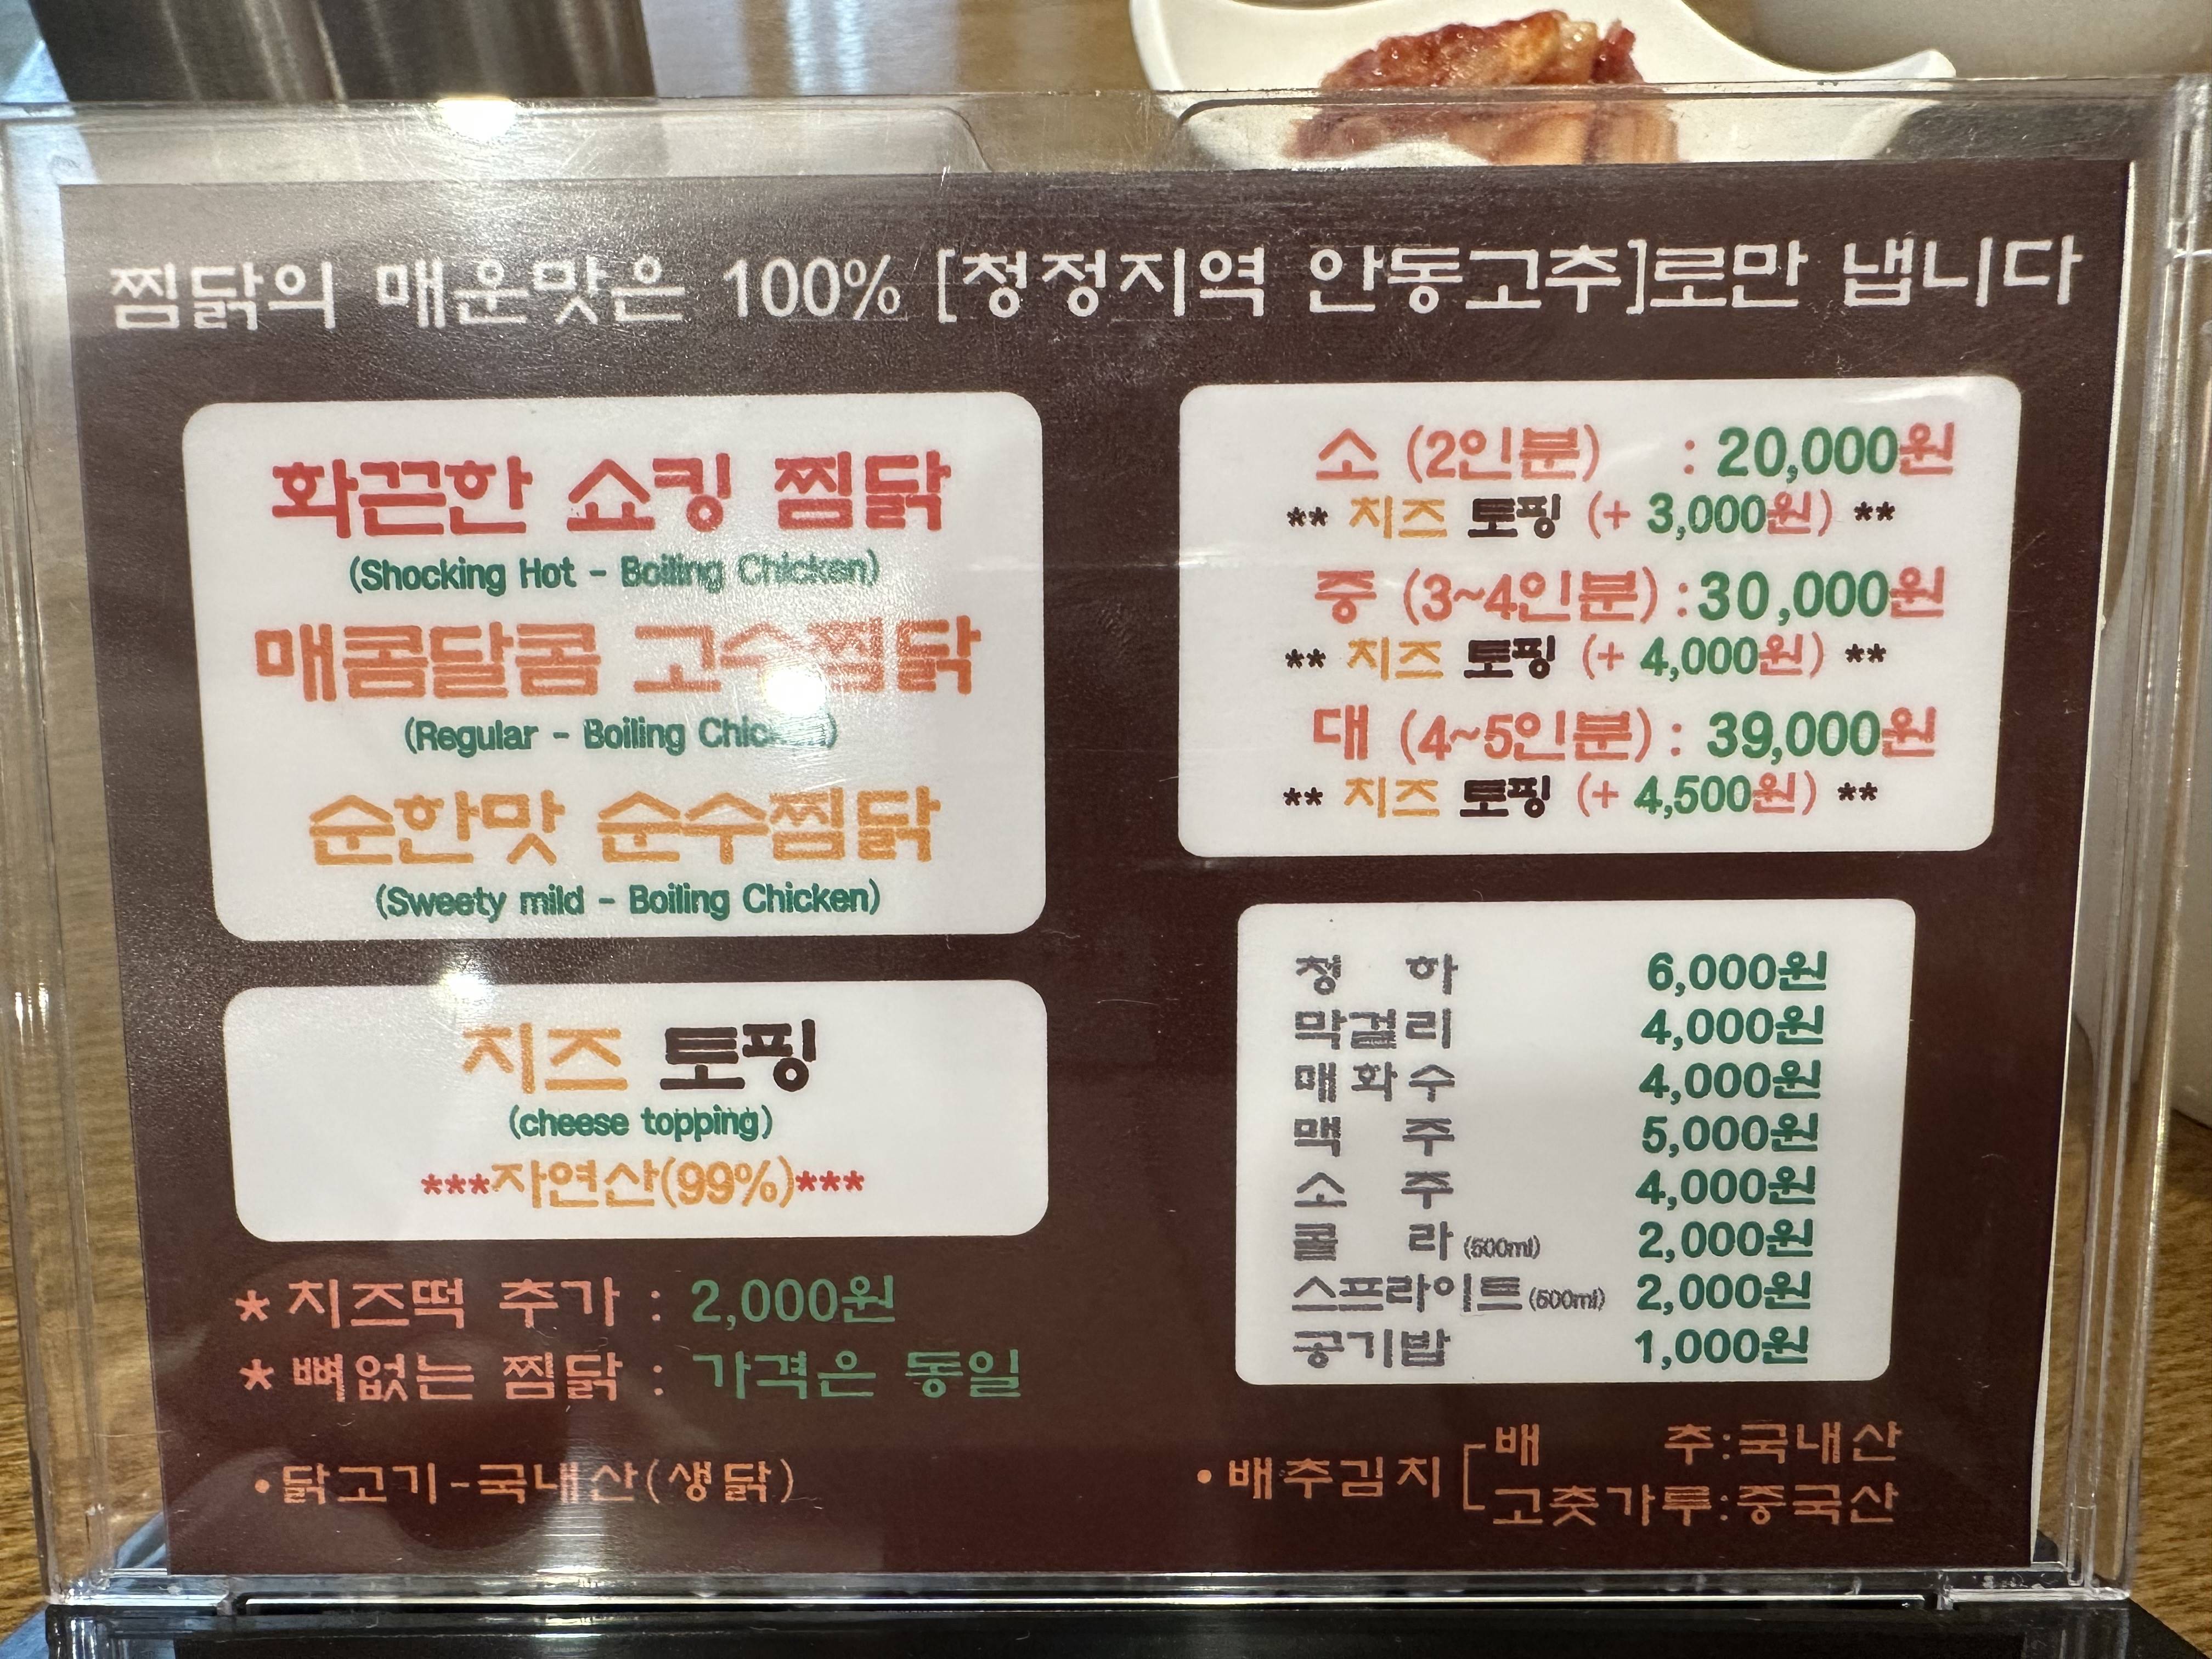 찜닭의 매운맛은 100% [청정지역 안동고추]로만 냅니다
화끈한 쇼킹 찜닭
(Shocking Hot - Boiling Chicken)
매콤달콤 고수찜닭
(Regular - Boiling Chicken)
순한맛 순수찜닭
(Sweety mild - Boiling Chicken)
치즈 토핑
(cheese topping)
***자연산(99%)***
* 치즈떡 추가 : 2,000원
* 뼈없는 찜닭 : 가격은 동일
•닭고기-국내산(생닭)
소 (2인분) : 20,000원
** 치즈 토핑 (+ 3,000원) **
중 (3~4인분) : 30,000원
** 치즈 토핑 (+ 4,000원) **
대 (4~5인분) : 39,000원
** 치즈 토핑 (+ 4,500원) **
청 하 6,000원
막걸리 4,000원
매화수 4,000원
맥 주 5,000원
소 주 4,000원
콜 라 (500ml) 2,000원
스프라이트 (500ml) 2,000원
공기밥 1,000원
•배추김치[배 추:국내산
고춧가루:중국산